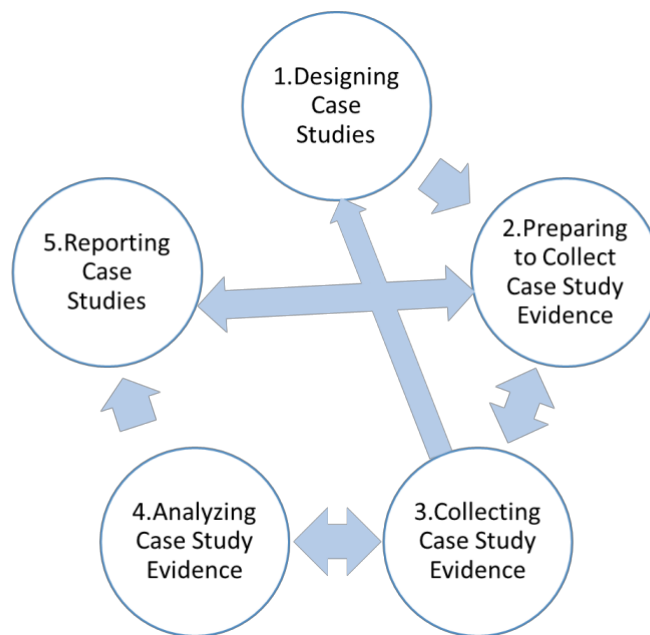 1.Designing
Case
Studies
2.Preparing
to Collect
Case Study
Evidence
3.Collecting
Case Study
Evidence
4.Analyzing
Case Study
Evidence
5.Reporting
Case
Studies